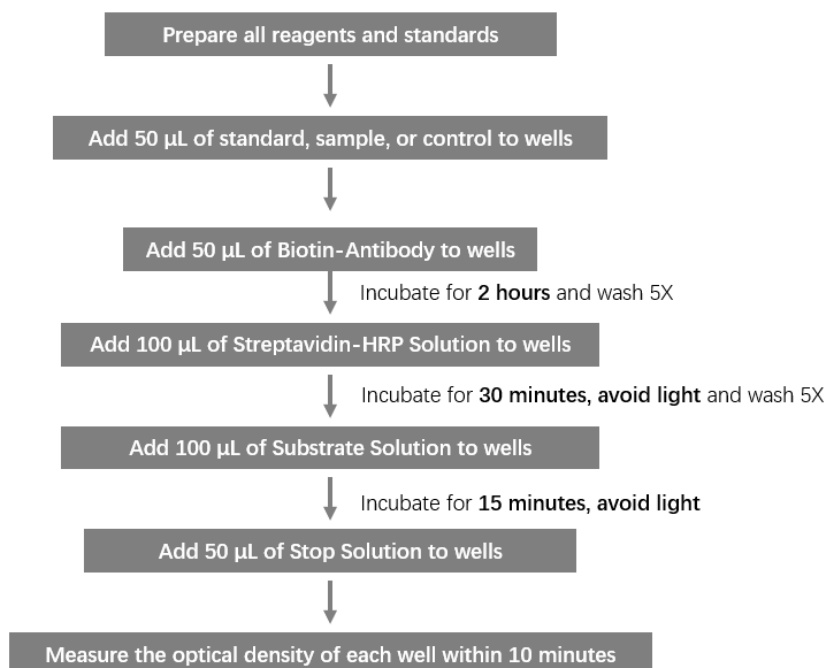 Prepare all reagents and standards
Add 50 µL of standard, sample, or control to wells
Add 50 µL of Biotin-Antibody to wells
Incubate for 2 hours and wash 5X
Add 100 µL of Streptavidin-HRP Solution to wells
Incubate for 30 minutes, avoid light and wash 5X
Add 100 µL of Substrate Solution to wells
Incubate for 15 minutes, avoid light
Add 50 µL of Stop Solution to wells
Measure the optical density of each well within 10 minutes